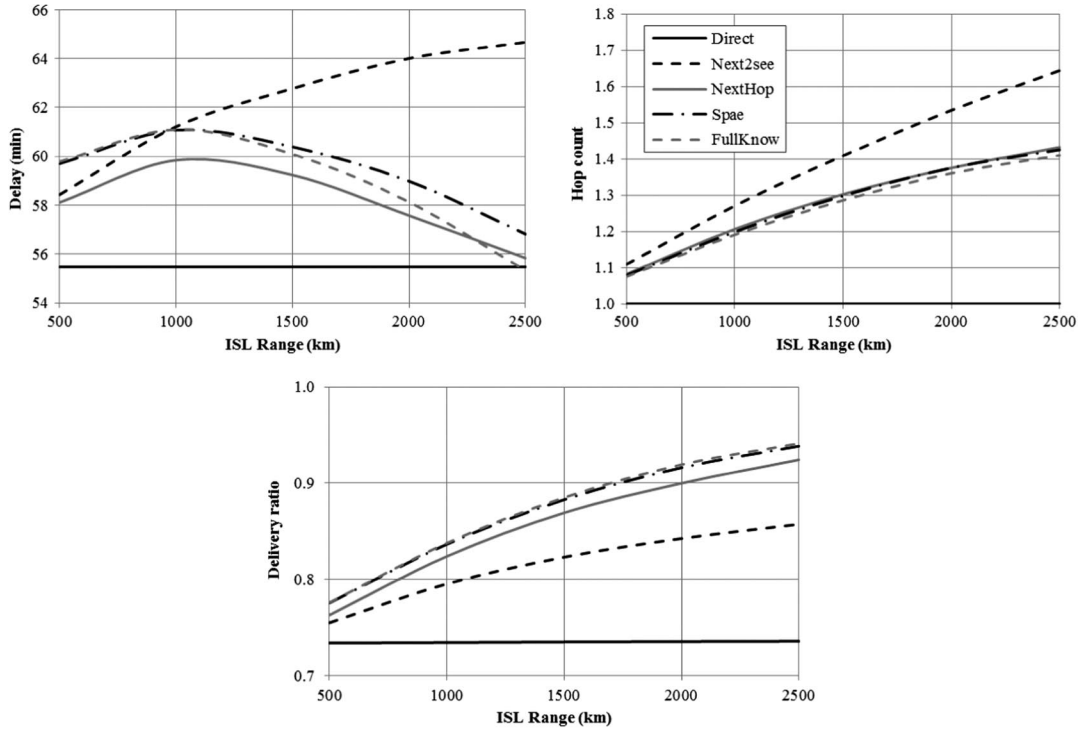 66
64
62
60
58
56
54
Delay (min)
500 1000 1500 2000 2500
ISL Range (km)
1.8
1.7
1.6
1.5
1.4
1.3
1.2
1.1
1.0
Hop count
Direct
Next2see
NextHop
Spae
FullKnow
500 1000 1500 2000 2500
ISL Range (km)
1.0
0.9
0.8
0.7
Delivery ratio
500 1000 1500 2000 2500
ISL Range (km)